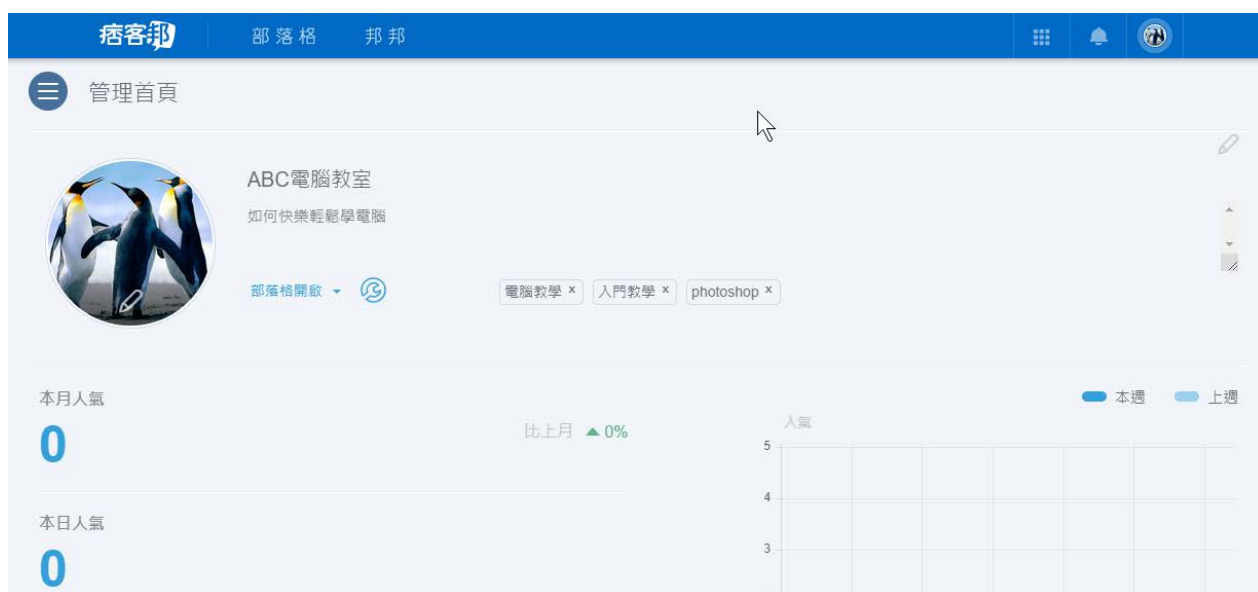 痞客邦 部落格 邦邦
管理首頁
ABC電腦教室
如何快樂輕鬆學電腦
部落格開啟 電腦教學 x 入門教學 x photoshop x
本月人氣
0
比上月 ▲ 0%
本日人氣
0
本週 上週
人氣
5
4
3